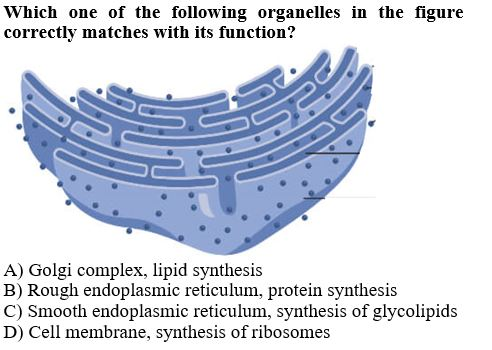 Which one of the following organelles in the figure
correctly matches with its function?
A) Golgi complex, lipid synthesis
B) Rough endoplasmic reticulum, protein synthesis
C) Smooth endoplasmic reticulum, synthesis of glycolipids
D) Cell membrane, synthesis of ribosomes